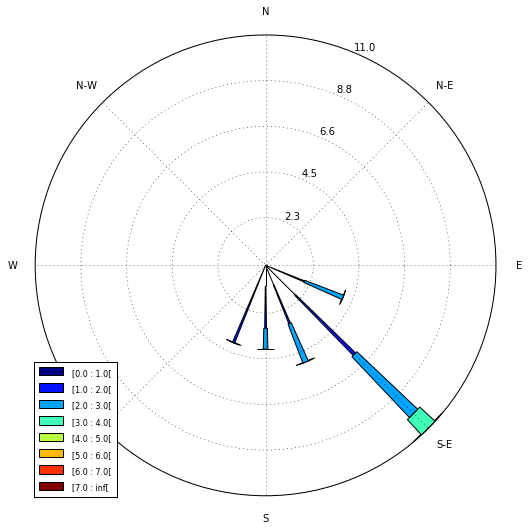 N
11.0
N-W
N-E
8.8
6.6
4.5
2.3
W
E
[0.0 : 1.0[
[1.0 : 2.0[
[2.0 : 3.0[
[3.0 : 4.0[
[4.0 : 5.0[
[5.0 : 6.0[
[6.0 : 7.0[
[7.0 : inf[
S-E
S